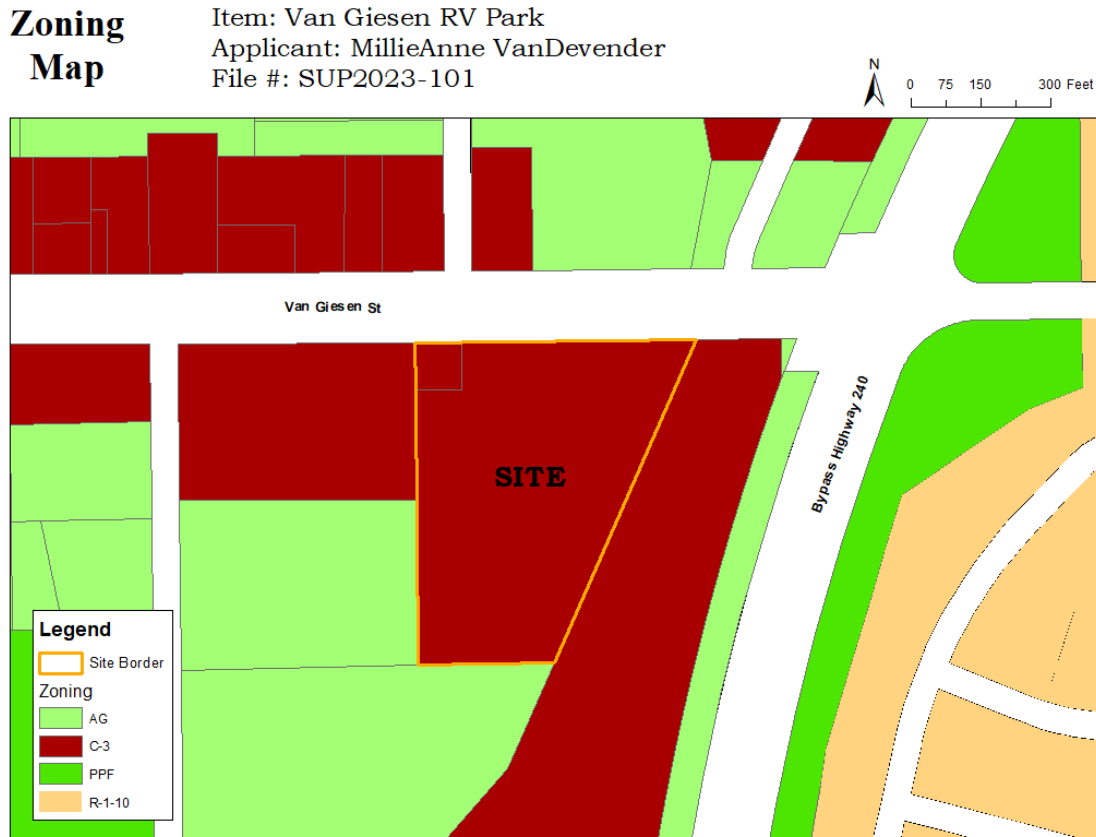 Zoning
Map
Item: Van Giesen RV Park
Applicant: MillieAnne VanDevender
File #: SUP2023-101
N
0 75 150 300 Feet
Van Giesen St
Bypass Highway 240
SITE
Legend
Site Border
Zoning
AG
C-3
PPF
R-1-10